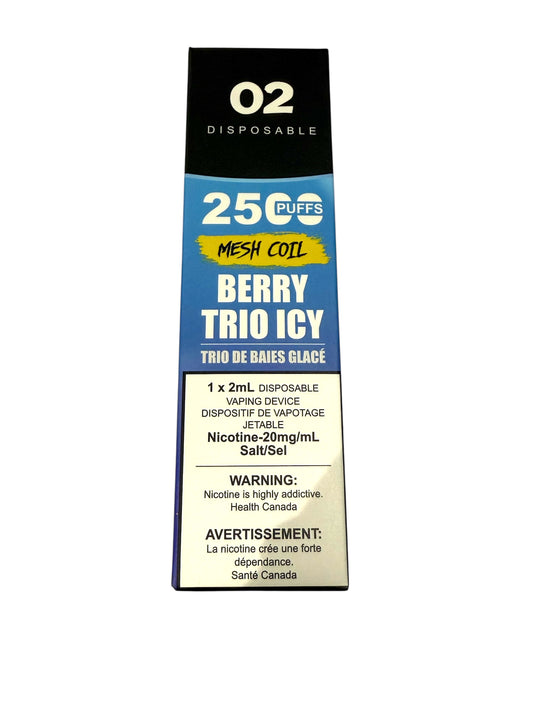 O2
DISPOSABLE
2500 PUFFS
MESH COIL
BERRY
TRIO ICY
TRIO DE BAIES GLACÉ
1 x 2mL DISPOSABLE
VAPING DEVICE
DISPOSITIF DE VAPOTAGE
JETABLE
Nicotine-20mg/mL
Salt/Sel
WARNING:
Nicotine is highly addictive.
Health Canada
AVERTISSEMENT:
La nicotine crée une forte
dépendance.
Santé Canada